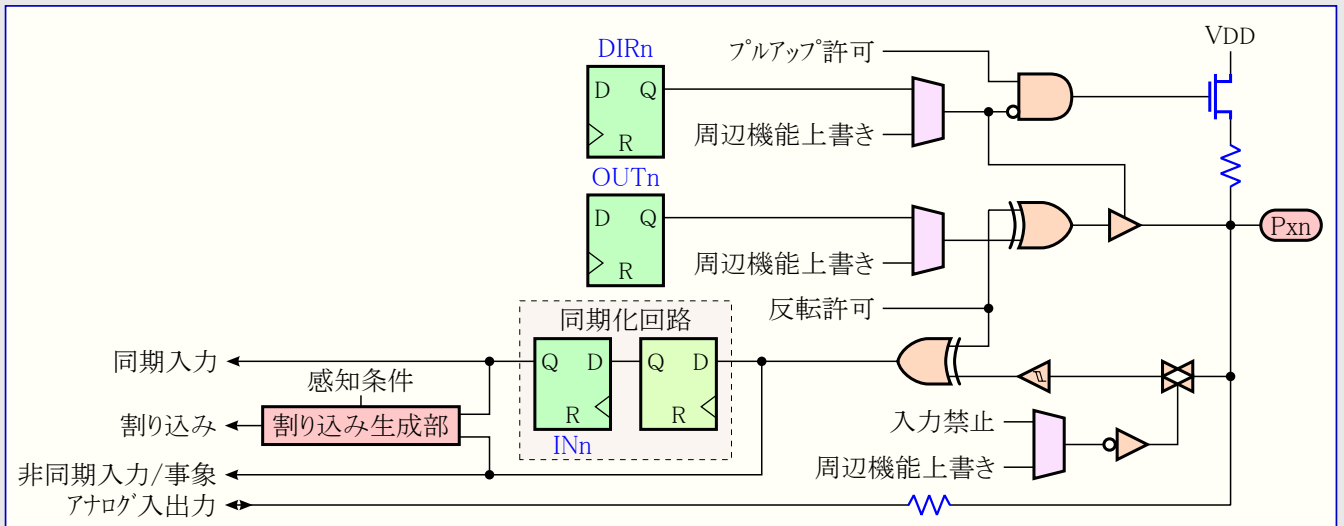 VDD
DIRn
プルアップ許可
D Q
R
周辺機能上書き
OUTn
D Q
R
周辺機能上書き
Pxn
反転許可
同期化回路
同期入力
Q D
R
Q D
R
INn
感知条件
割り込み
割り込み生成部
入力禁止
周辺機能上書き
非同期入力/事象
アナログ入出力